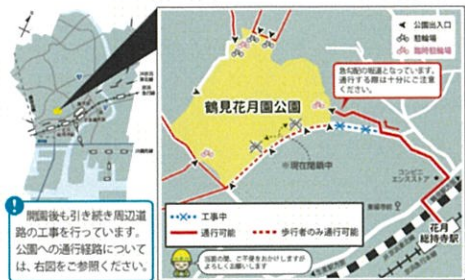 公園出入口
駐輪場
臨時駐輪場
急勾配の坂道となっています。
通行する際は十分にご注意
ください。
鶴見花月園公園
※現在閉鎖中
コンビニ
エンスストア
東福寺前
花月
総持寺駅
工事中
通行可能
歩行者のみ通行可能
当面の間、ご不便をおかけしますが
よろしくお願いします
! 開園後も引き続き周辺道
路の工事を行っています。
公園への通行経路について
は、右図をご参照ください。